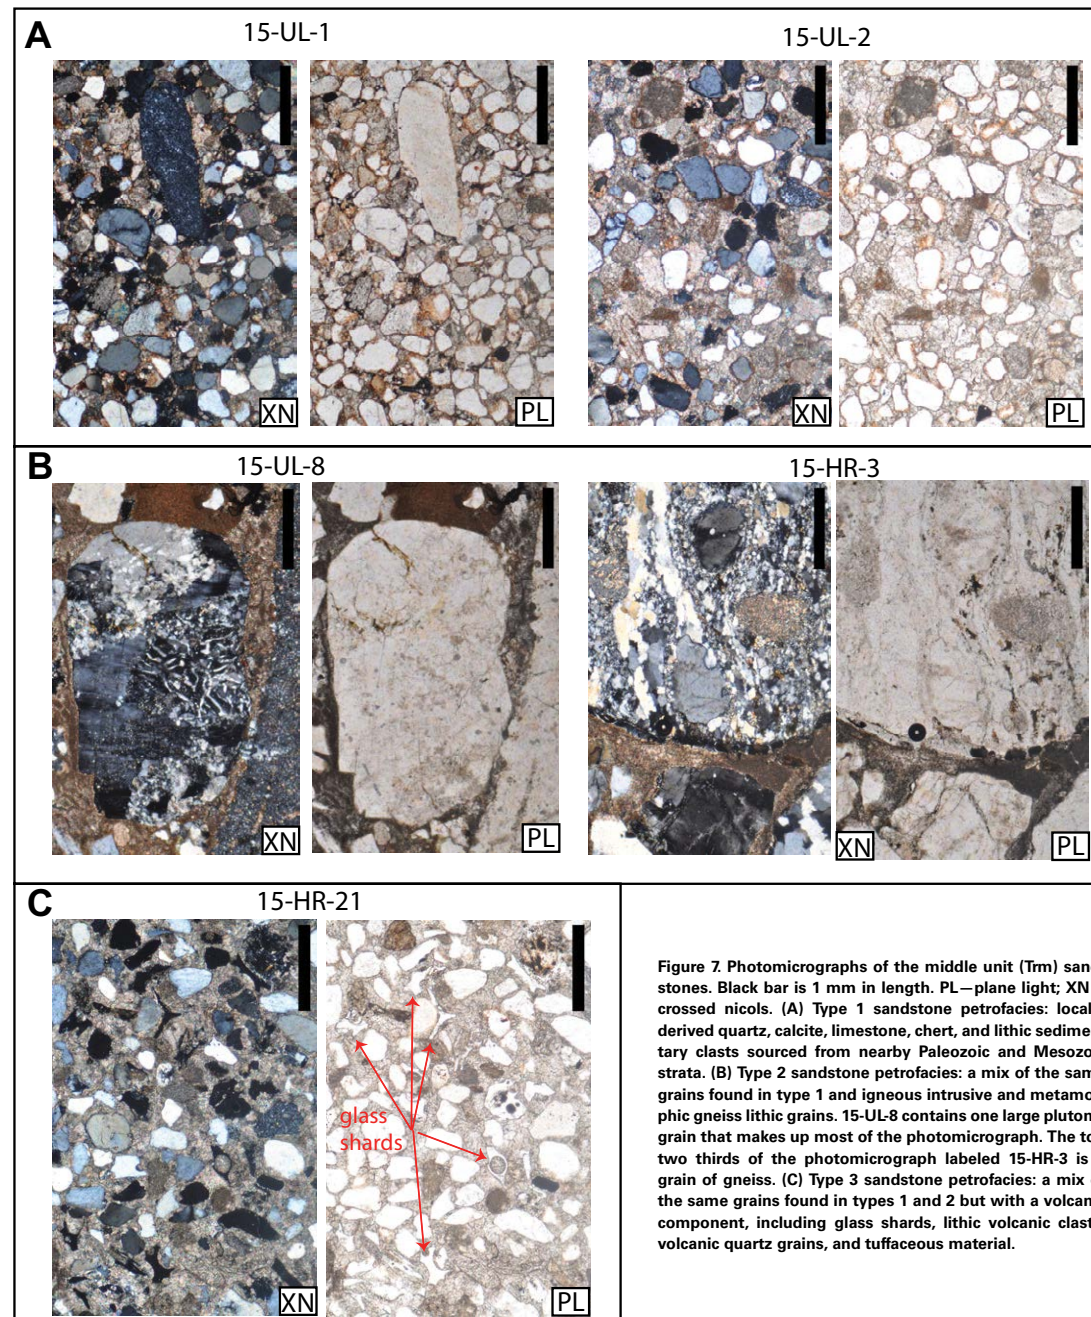 A
15-UL-1
15-UL-2
XN
PL
XN
PL
B
15-UL-8
15-HR-3
XN
PL
XN
PL
C
15-HR-21
glass
shards
XN
PL
Figure 7. Photomicrographs of the middle unit (Trm) san
stones. Black bar is 1 mm in length. PL—plane light; XN
crossed nicols. (A) Type 1 sandstone petrofacies: local
derived quartz, calcite, limestone, chert, and lithic sedime
tary clasts sourced from nearby Paleozoic and Mesozo
strata. (B) Type 2 sandstone petrofacies: a mix of the sam
grains found in type 1 and igneous intrusive and metamo
phic gneiss lithic grains. 15-UL-8 contains one large pluton
grain that makes up most of the photomicrograph. The to
two thirds of the photomicrograph labeled 15-HR-3 is
grain of gneiss. (C) Type 3 sandstone petrofacies: a mix
the same grains found in types 1 and 2 but with a volcan
component, including glass shards, lithic volcanic clast
volcanic quartz grains, and tuffaceous material.